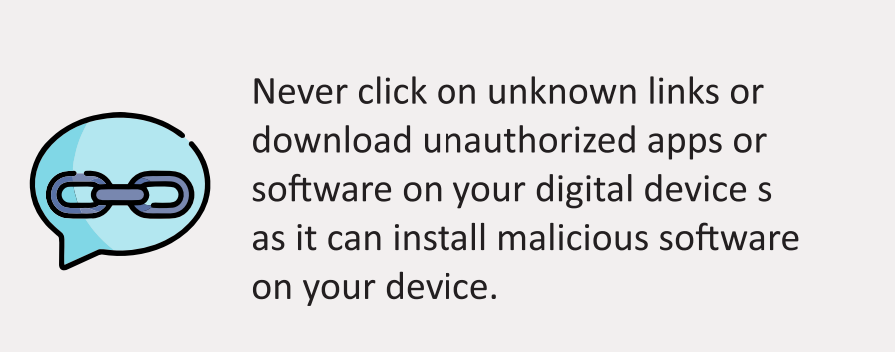 Never click on unknown links or
download unauthorized apps or
software on your digital device s
as it can install malicious software
on your device.